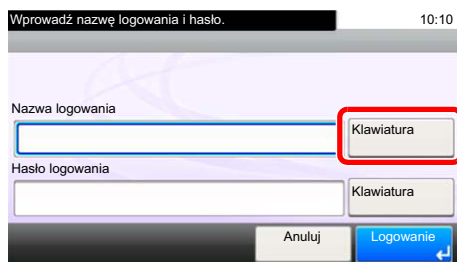 Wprowadź nazwę logowania i hasło. 10:10
Nazwa logowania
Klawiatura
Hasło logowania
Klawiatura
Anuluj Logowanie